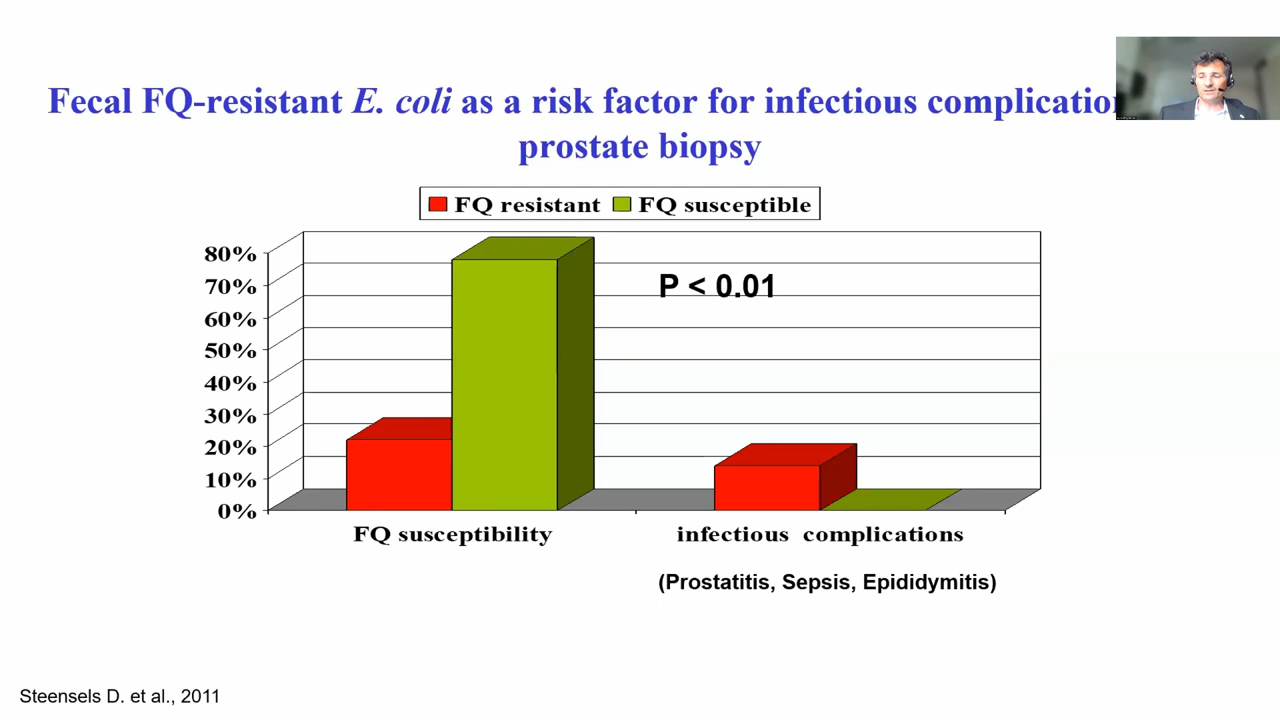 Fecal FQ-resistant E. coli as a risk factor for infectious
prostate biopsy
FQ resistant FQ susceptible
80%
70%
60%
50%
40%
30%
20%
10%
0%
P < 0.01
FQ susceptibility infectious complications
(Prostatitis, Sepsis, Epididymitis)
Steensels D. et al., 2011